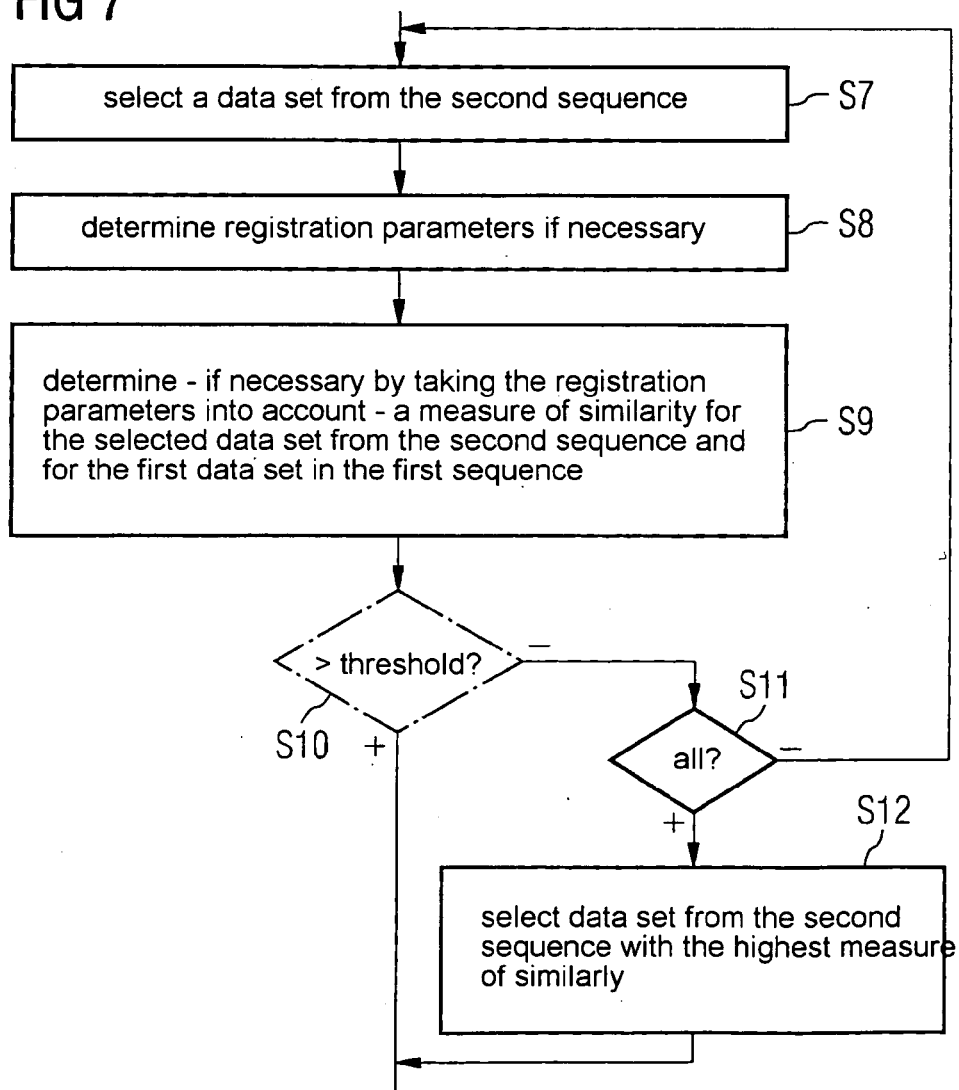 FIG 7
select a data set from the second sequence
S7
determine registration parameters if necessary
S8
determine - if necessary by taking the registration
parameters into account - a measure of similarity for
the selected data set from the second sequence and
for the first data set in the first sequence
S9
> threshold?
−
S10
+
S11
all?
−
+
S12
select data set from the second
sequence with the highest measure
of similarly